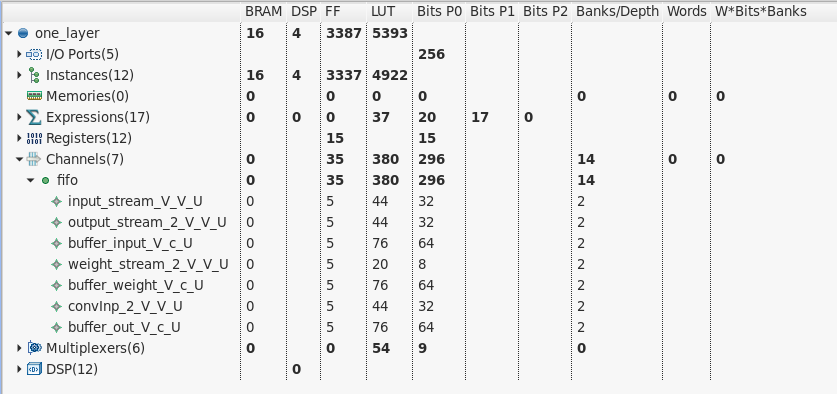 BRAM DSP FF LUT Bits P0 Bits P1 Bits P2 Banks/Depth Words W*Bits*Banks
one_layer 16 4 3387 5393
I/O Ports(5) 256
Instances(12) 16 4 3337 4922
Memories(0) 0 0 0 0 0 0 0
Expressions(17) 0 0 0 37 20 17 0
Registers(12) 15 15
Channels(7) 0 35 380 296 14 0 0
fifo 0 35 380 296 14
input_stream_V_V_U 0 5 44 32 2
output_stream_2_V_V_U 0 5 44 32 2
buffer_input_V_c_U 0 5 76 64 2
weight_stream_2_V_V_U 0 5 20 8 2
buffer_weight_V_c_U 0 5 76 64 2
convInp_2_V_V_U 0 5 44 32 2
buffer_out_V_c_U 0 5 76 64 2
Multiplexers(6) 0 0 54 9 0
DSP(12) 0